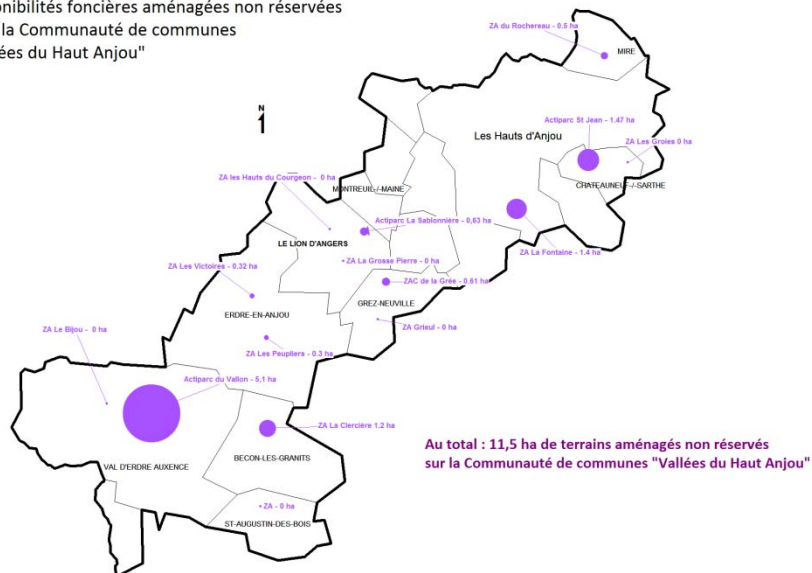 onibilités foncières aménagées non réservées
la Communauté de communes
ées du Haut Anjou"
ZA du Rochereau - 0.5 ha
MIRE
N
Actiparc St Jean - 1.47 ha
Les Hauts d'Anjou
ZA Les Groies 0 ha
ZA les Hauts du Courgeon - 0 ha
MONTREUIL-/-MAINE
CHATEAUNEUF-/-SARTHE
Actiparc La Sablonnière - 0,63 ha
LE LION D'ANGERS
ZA La Fontaine - 1.4 ha
ZA La Grosse Pierre - 0 ha
ZA Les Victoires - 0.32 ha
ZAC de la Grée - 0.61 ha
GREZ-NEUVILLE
ERDRE-EN-ANJOU
ZA Grieul - 0 ha
ZA Le Bijou - 0 ha
ZA Les Peupliers - 0.3 ha
Actiparc du Vallon - 5,1 ha
ZA La Clercière 1.2 ha
Au total : 11,5 ha de terrains aménagés non réservés
sur la Communauté de communes "Vallées du Haut Anjou"
BECON-LES-GRANITS
VAL D'ERDRE AUXENCE
ZA - 0 ha
ST-AUGUSTIN-DES-BOIS